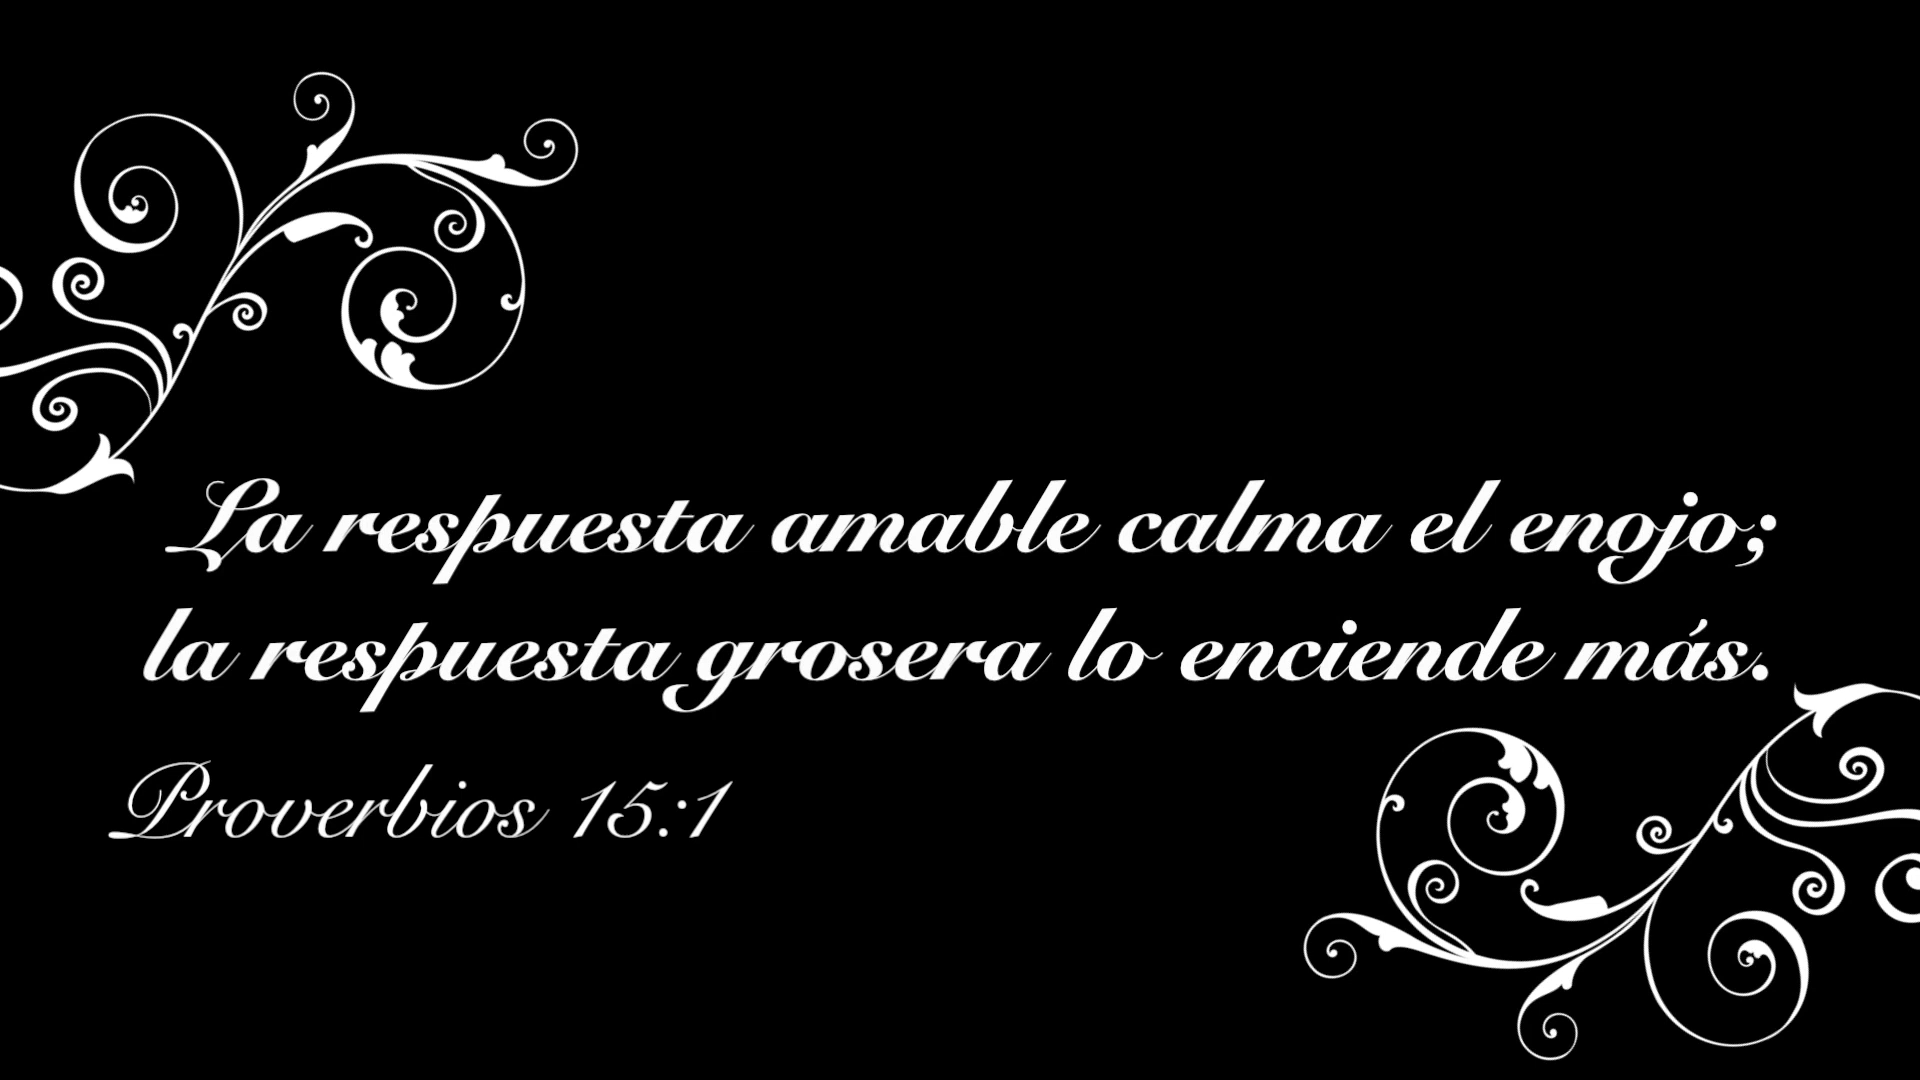 La respuesta amable calma el enojo;
la respuesta grosera lo enciende más.
Proverbios 15:1